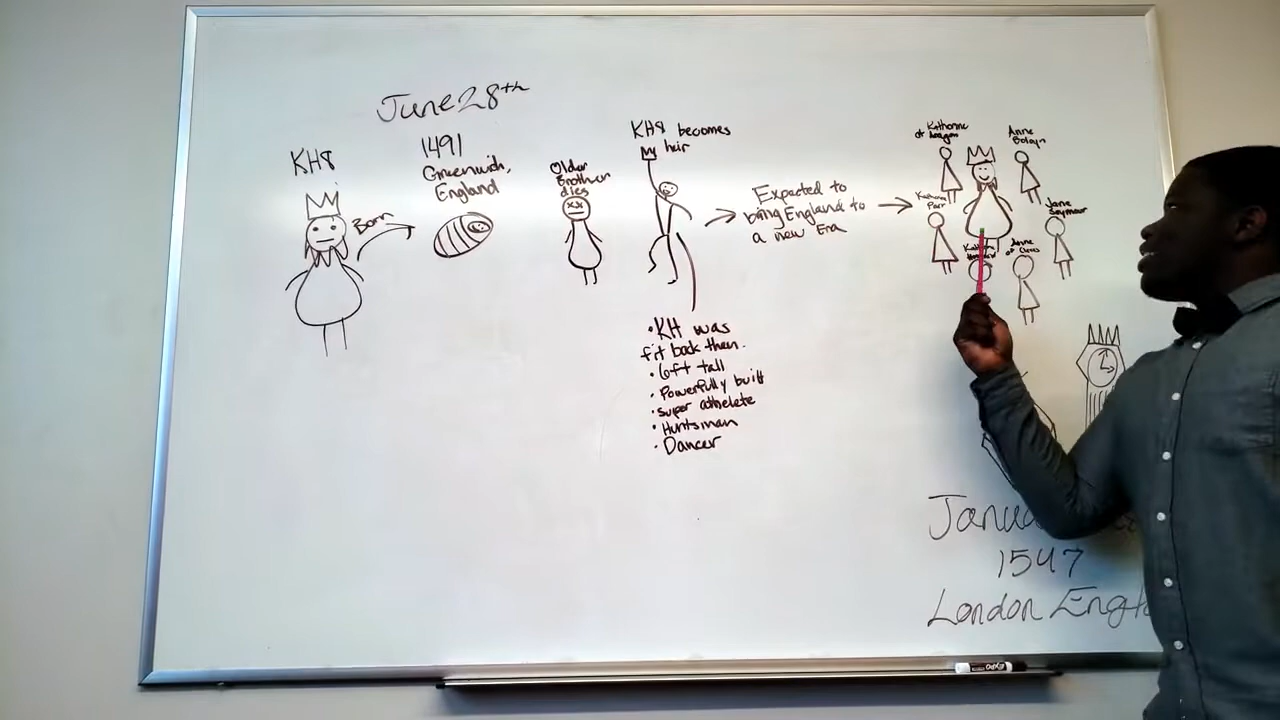 June 28th
1491
Greenwich,
England
KH8
Born
Older
Brother
dies
KH8 becomes
heir
• KH was
fit back then.
• 6ft tall
• Powerfully built
• super athelete
• Huntsman
• Dancer
Expected to
bring England to
a new Era
Katherine
of Aragon
Anne
Boleyn
Parr
Jane
Seymour
Anne
of Cleves
1547
London
EXPO